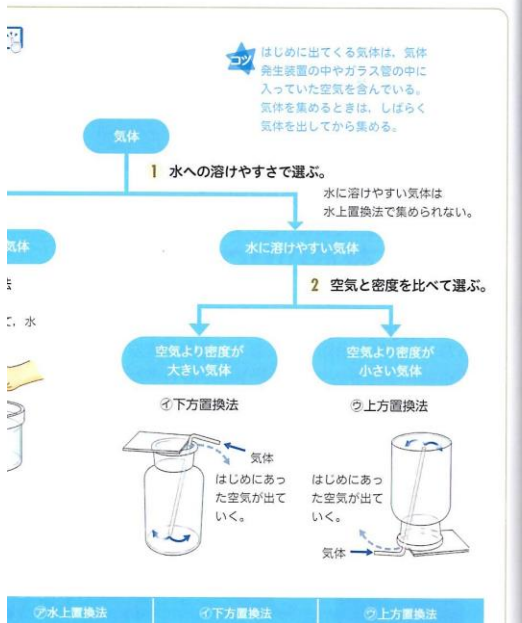 コツ
はじめに出てくる気体は，気体
発生装置の中やガラス管の中に
入っていた空気を含んでいる。
気体を集めるときは，しばらく
気体を出してから集める。
気体
1 水への溶けやすさで選ぶ。
水に溶けやすい気体は
水上置換法で集められない。
気体
水に溶けやすい気体
2 空気と密度を比べて選ぶ。
て，水
空気より密度が
大きい気体
空気より密度が
小さい気体
㋑下方置換法
㋒上方置換法
気体
はじめにあっ
た空気が出て
いく。
はじめにあっ
た空気が出て
いく。
気体
㋐水上置換法
㋑下方置換法
㋒上方置換法